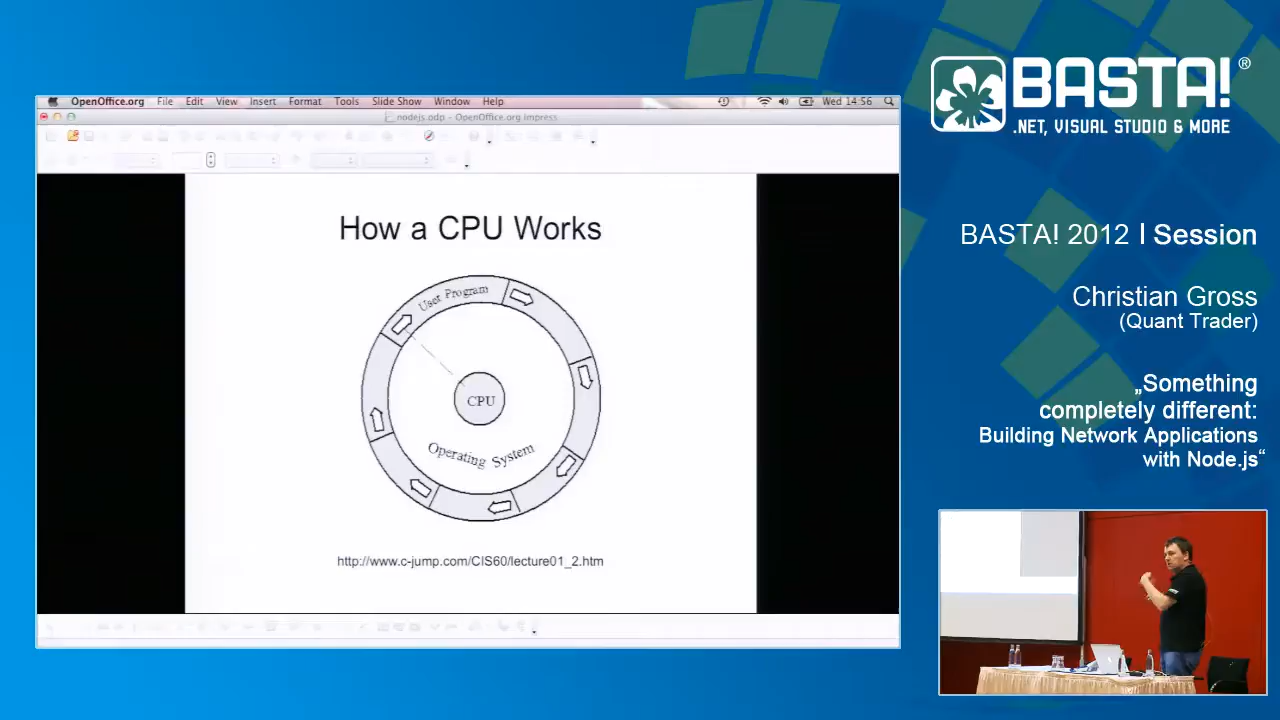 OpenOffice.org File Edit View Insert Format Tools Slide Show Window Help Wed 14:56
nodejs.odp - OpenOffice.org Impress
How a CPU Works
User Program
CPU
Operating System
http://www.c-jump.com/CIS60/lecture01_2.htm
BASTA!®
.NET, VISUAL STUDIO & MORE
BASTA! 2012 I Session
Christian Gross
(Quant Trader)
„Something
completely different:
Building Network Applications
with Node.js“